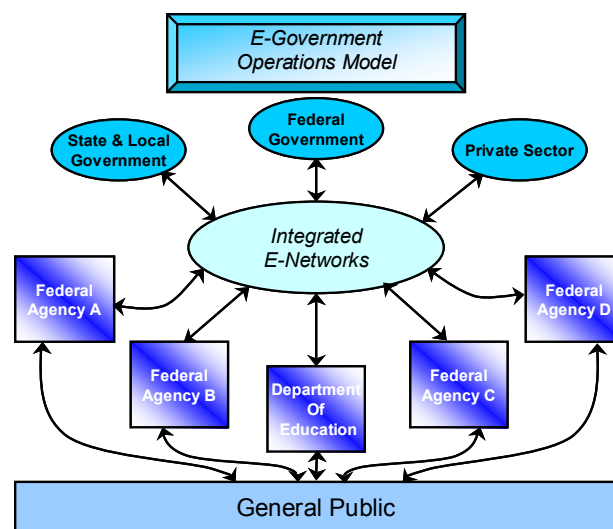 E-Government
Operations Model
Federal
Government
State & Local
Government
Private Sector
Integrated
E-Networks
Federal
Agency A
Federal
Agency D
Federal
Agency B
Department
Of
Education
Federal
Agency C
General Public